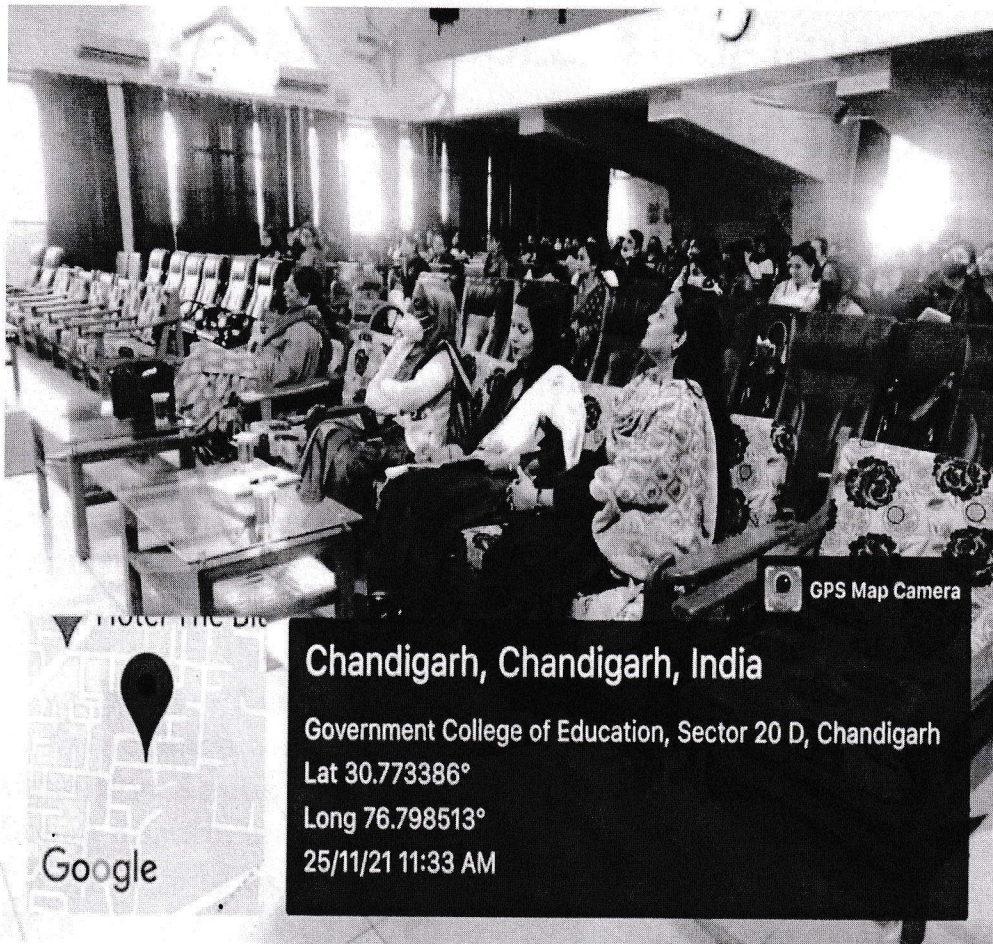 GPS Map Camera
Chandigarh, Chandigarh, India
Government College of Education, Sector 20 D, Chandigarh
Lat 30.773386°
Long 76.798513°
25/11/21 11:33 AM
Google